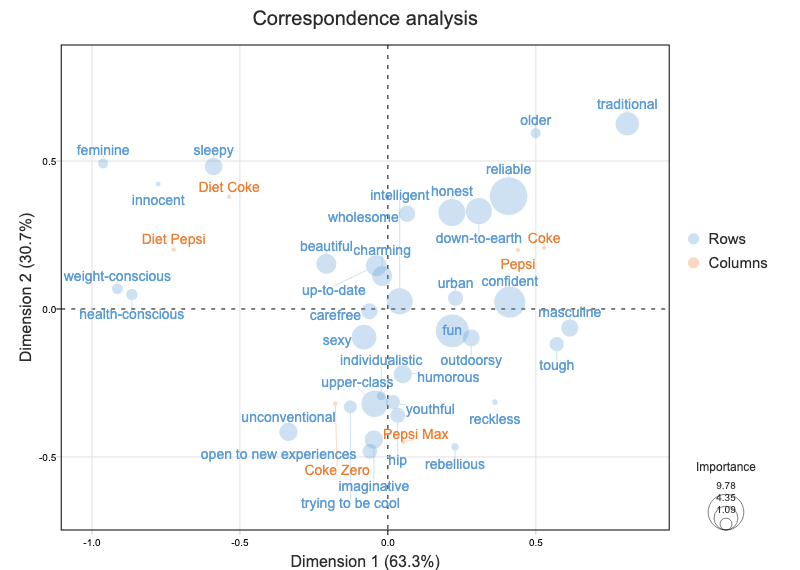 Correspondence analysis
traditional
older
feminine
sleepy
0.5
reliable
Diet Coke
innocent
intelligent honest
wholesome
Diet Pepsi
down-to-earth Coke
Rows
beautiful charming
Pepsi
Columns
weight-conscious
up-to-date
urban confident
0.0
health-conscious
carefree
masculine
sexy
fun
individualistic
outdoorsy
tough
upper-class
humorous
unconventional
youthful
reckless
Pepsi Max
-0.5
open to new experiences
hip
rebellious
Coke Zero
imaginative
trying to be cool
Importance
9.78
4.35
1.09
-1.0 -0.5 0.0 0.5
Dimension 1 (63.3%)
Dimension 2 (30.7%)